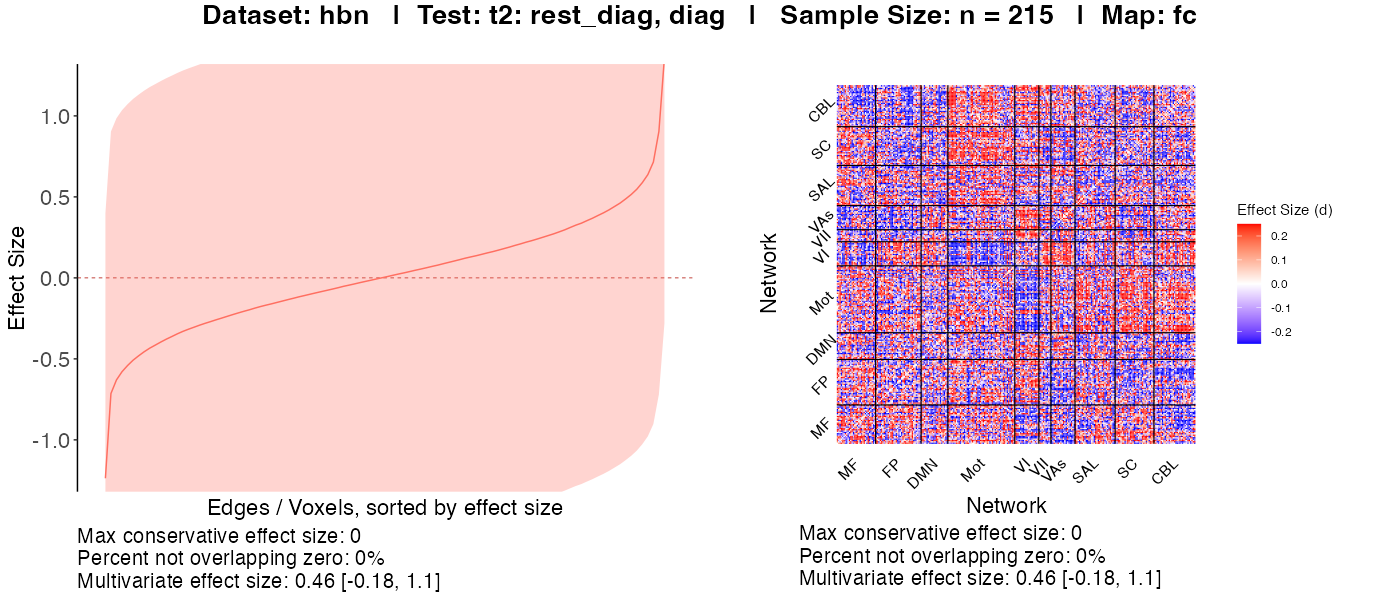 Dataset: hbn | Test: t2: rest_diag, diag | Sample Size: n = 215 | Map: fc
Effect Size
1.0
0.5
0.0
-0.5
-1.0
Edges / Voxels, sorted by effect size
Max conservative effect size: 0
Percent not overlapping zero: 0%
Multivariate effect size: 0.46 [-0.18, 1.1]
Network
CBL
SC
SAL
VAs
VII
VI
Mot
DMN
FP
MF
MF
FP
DMN
Mot
VI
VII
VAs
SAL
SC
CBL
Network
Effect Size (d)
0.2
0.1
0.0
-0.1
-0.2
Max conservative effect size: 0
Percent not overlapping zero: 0%
Multivariate effect size: 0.46 [-0.18, 1.1]